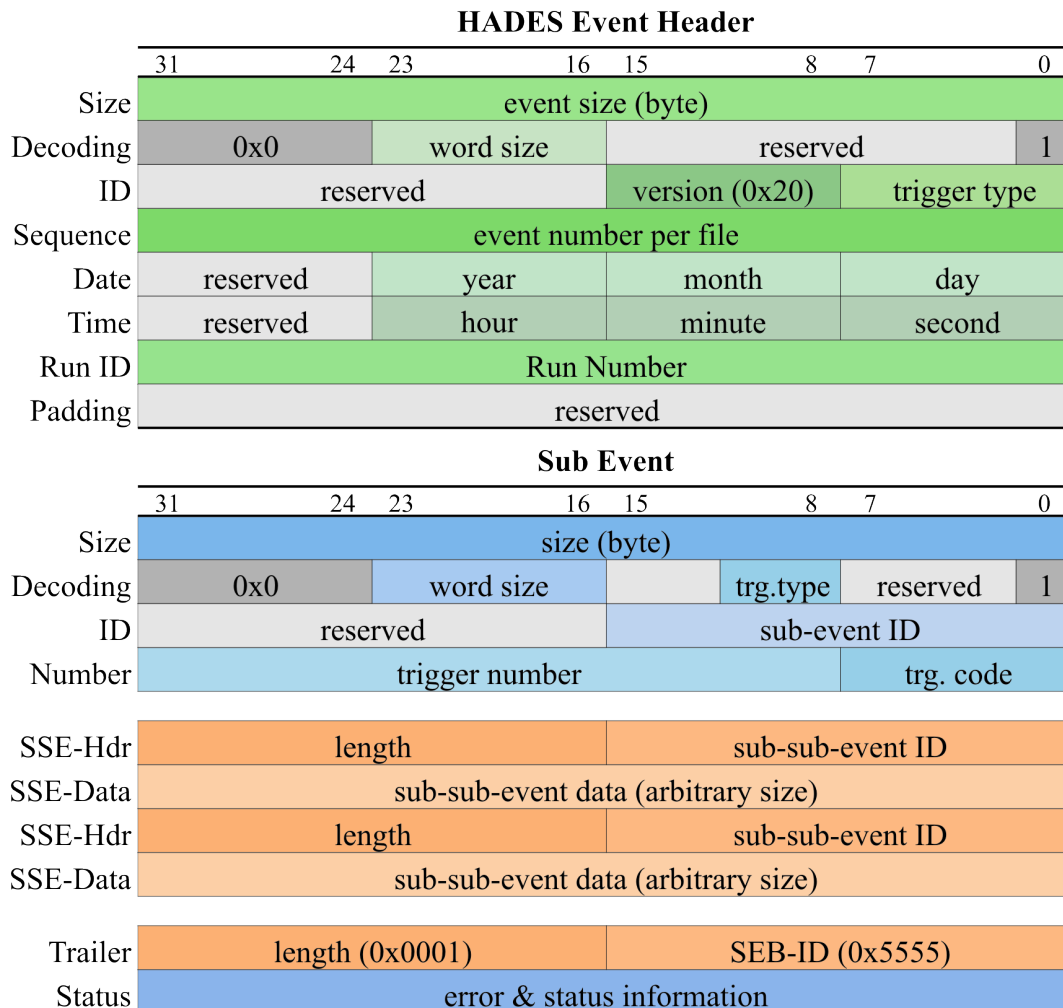 HADES Event Header
31 24 23 16 15 8 7 0
Size event size (byte)
Decoding 0x0 word size reserved 1
ID reserved version (0x20) trigger type
Sequence event number per file
Date reserved year month day
Time reserved hour minute second
Run ID Run Number
Padding reserved
Sub Event
31 24 23 16 15 8 7 0
Size size (byte)
Decoding 0x0 word size trg.type reserved 1
ID reserved sub-event ID
Number trigger number trg. code
SSE-Hdr length sub-sub-event ID
SSE-Data sub-sub-event data (arbitrary size)
SSE-Hdr length sub-sub-event ID
SSE-Data sub-sub-event data (arbitrary size)
Trailer length (0x0001) SEB-ID (0x5555)
Status error & status information